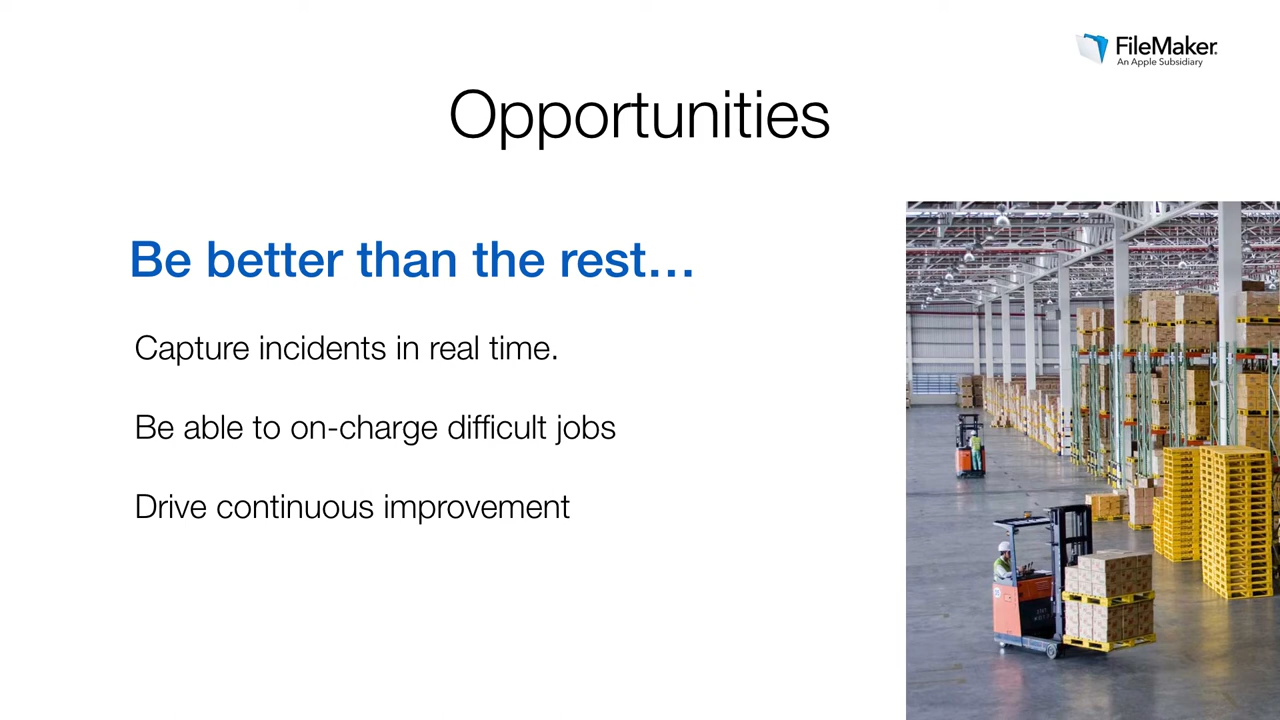 FileMaker
An Apple Subsidiary
Opportunities
Be better than the rest…
Capture incidents in real time.
Be able to on-charge difficult jobs
Drive continuous improvement